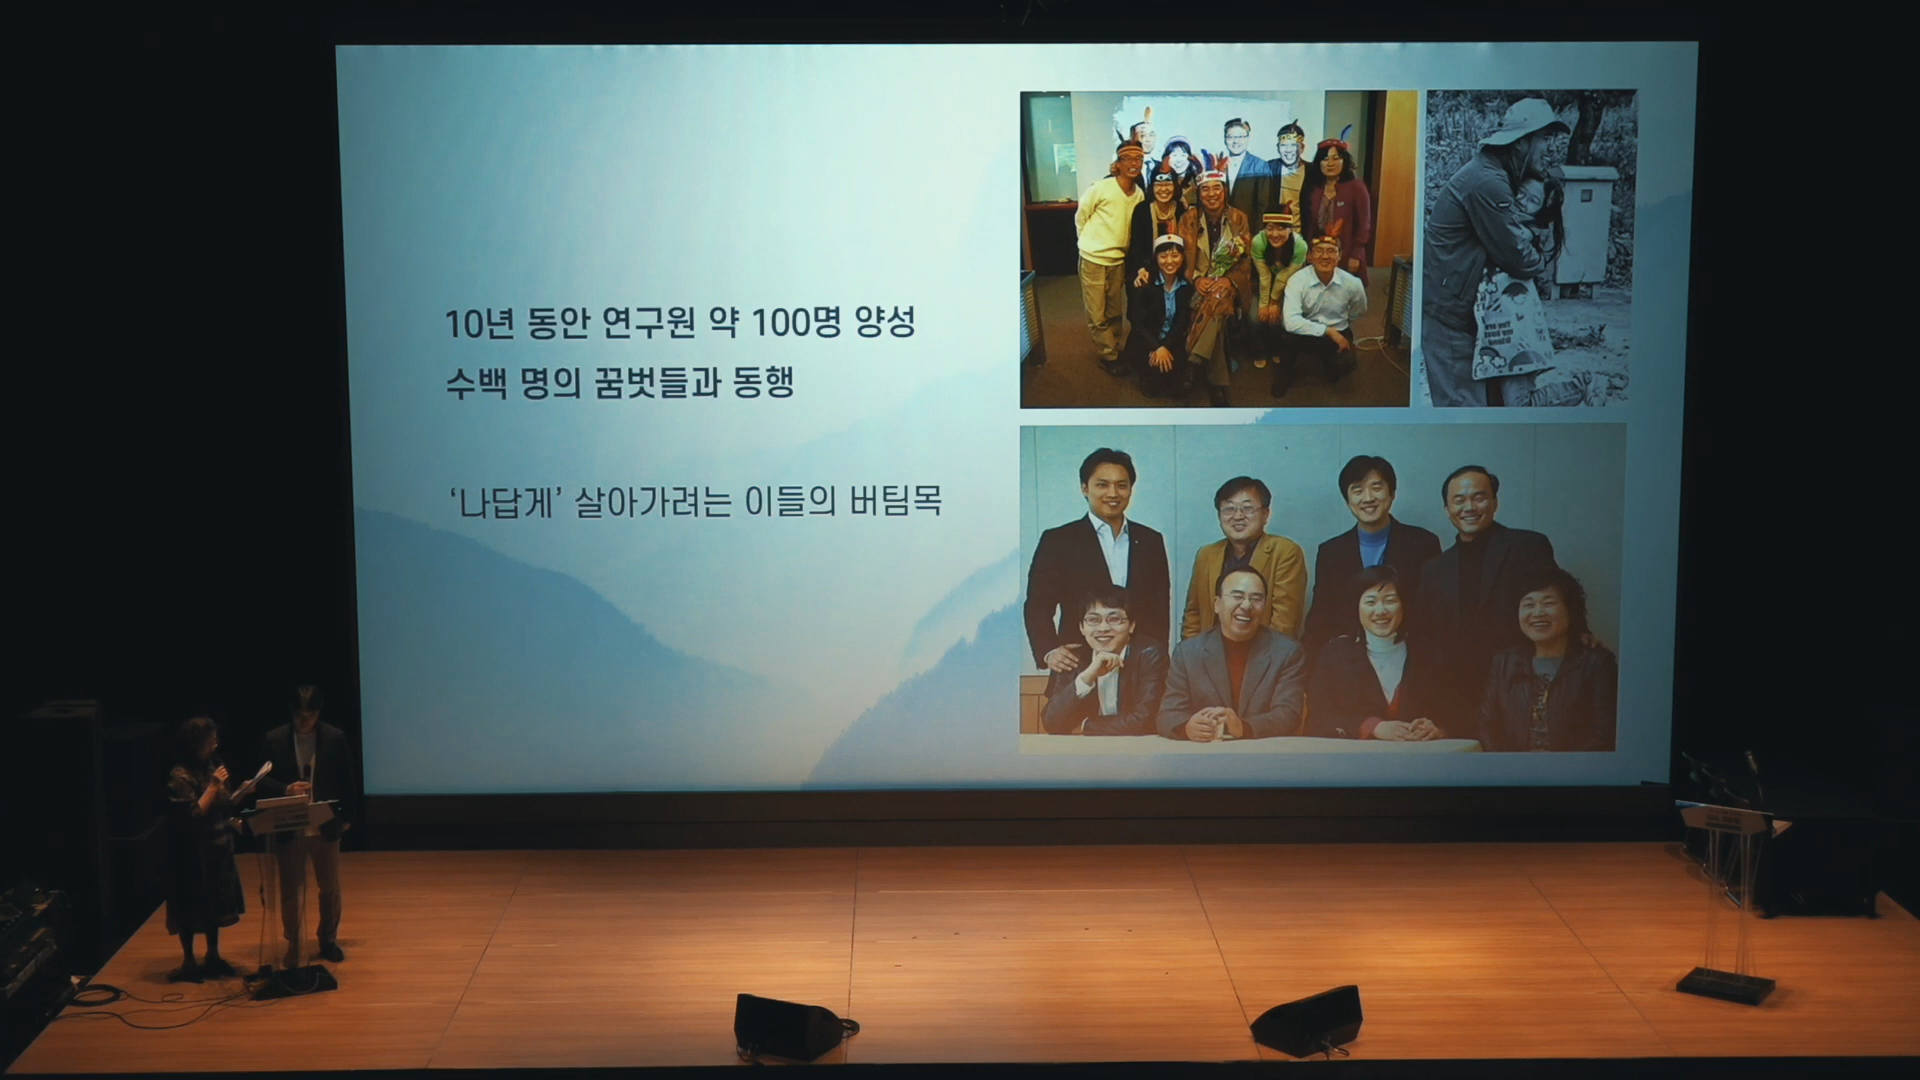 10년 동안 연구원 약 100명 양성
수백 명의 꿈벗들과 동행
‘나답게’ 살아가려는 이들의 버팀목